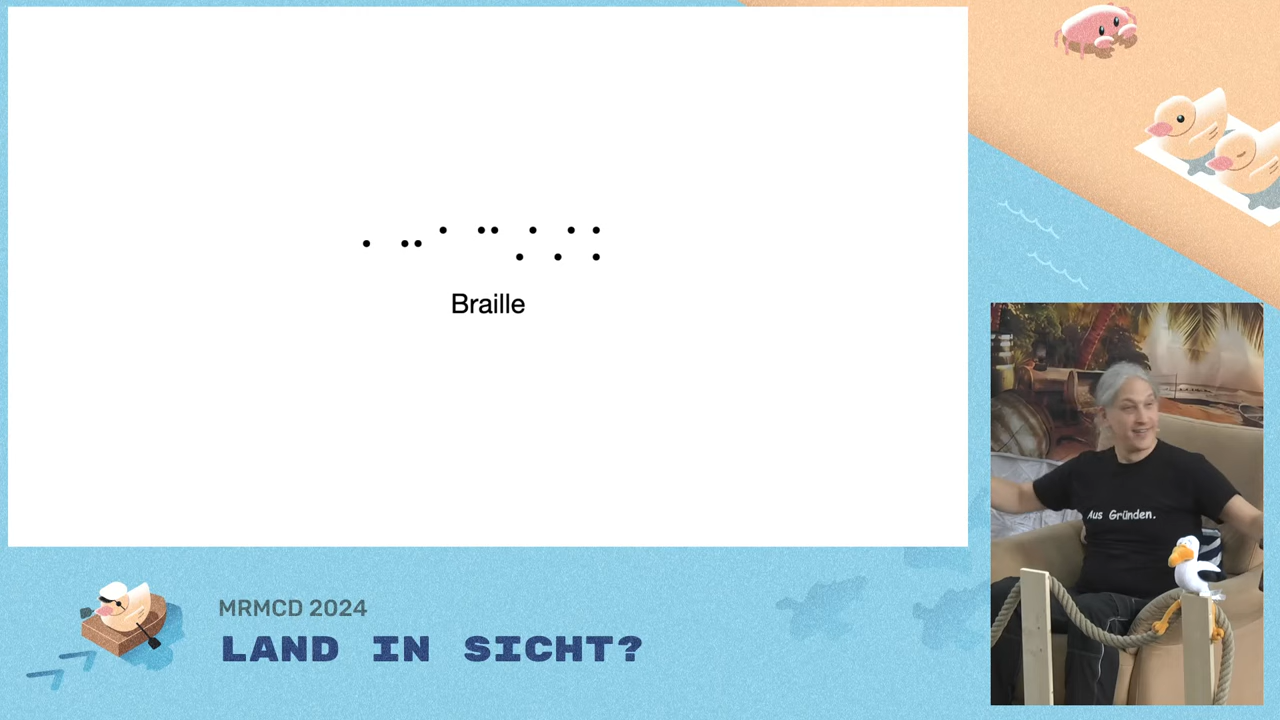 ⠂⠒⠁⠉⠌⠌⠅
Braille
Aus Gründen.
MRMCD 2024
LAND IN SICHT?